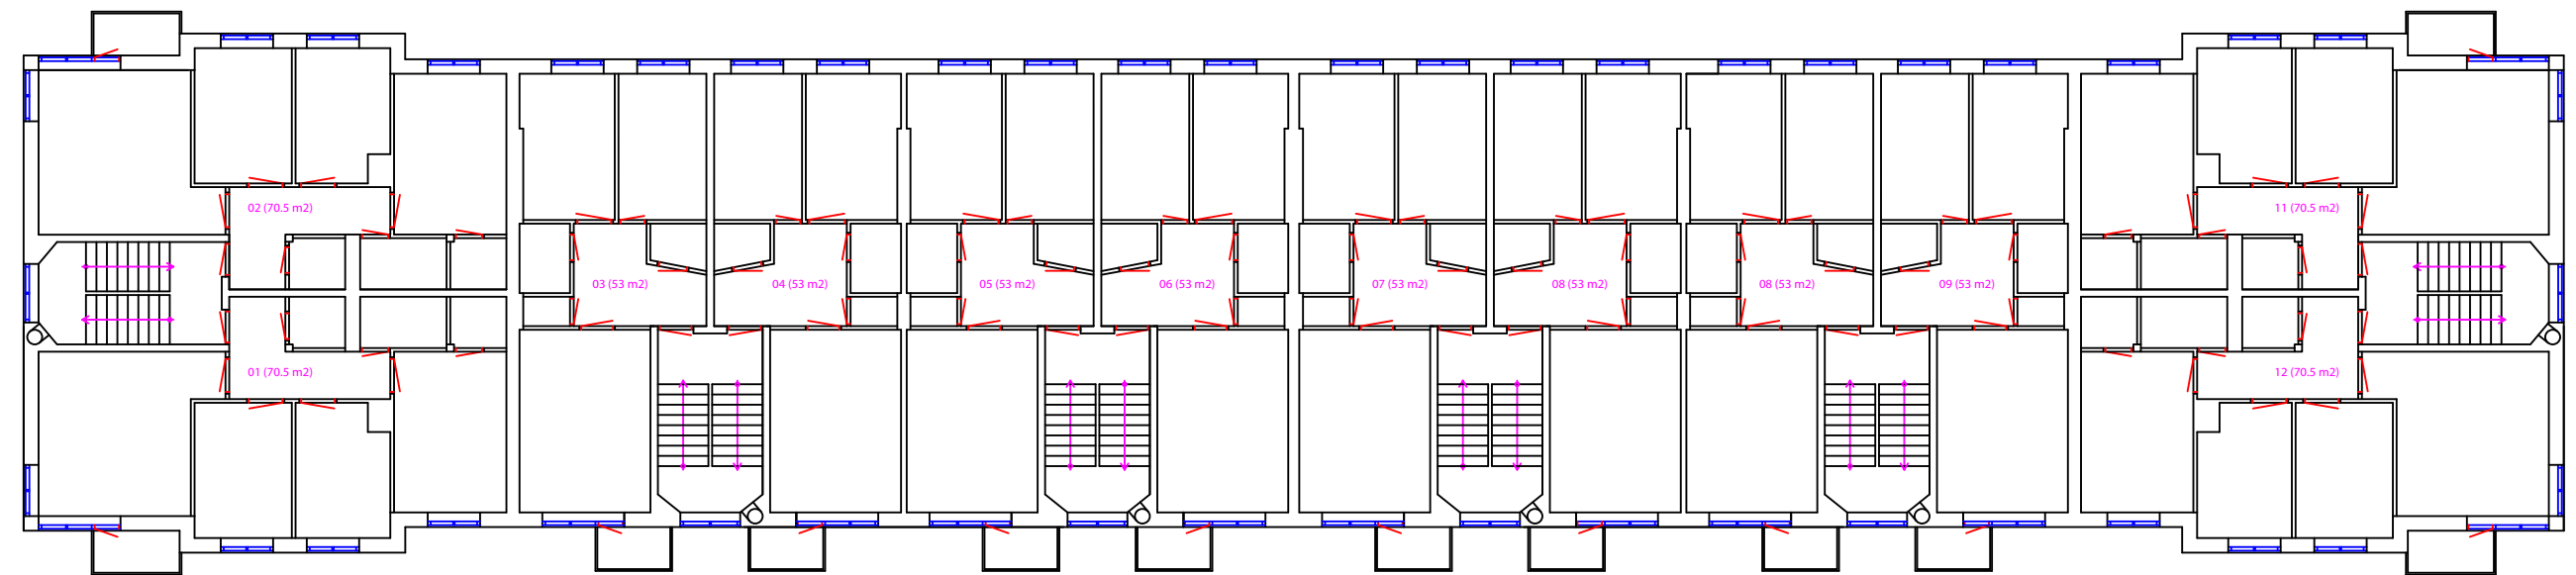 02 (70.5 m2)
11 (70.5 m2)
03 (53 m2)
04 (53 m2)
05 (53 m2)
06 (53 m2)
07 (53 m2)
08 (53 m2)
08 (53 m2)
09 (53 m2)
01 (70.5 m2)
12 (70.5 m2)